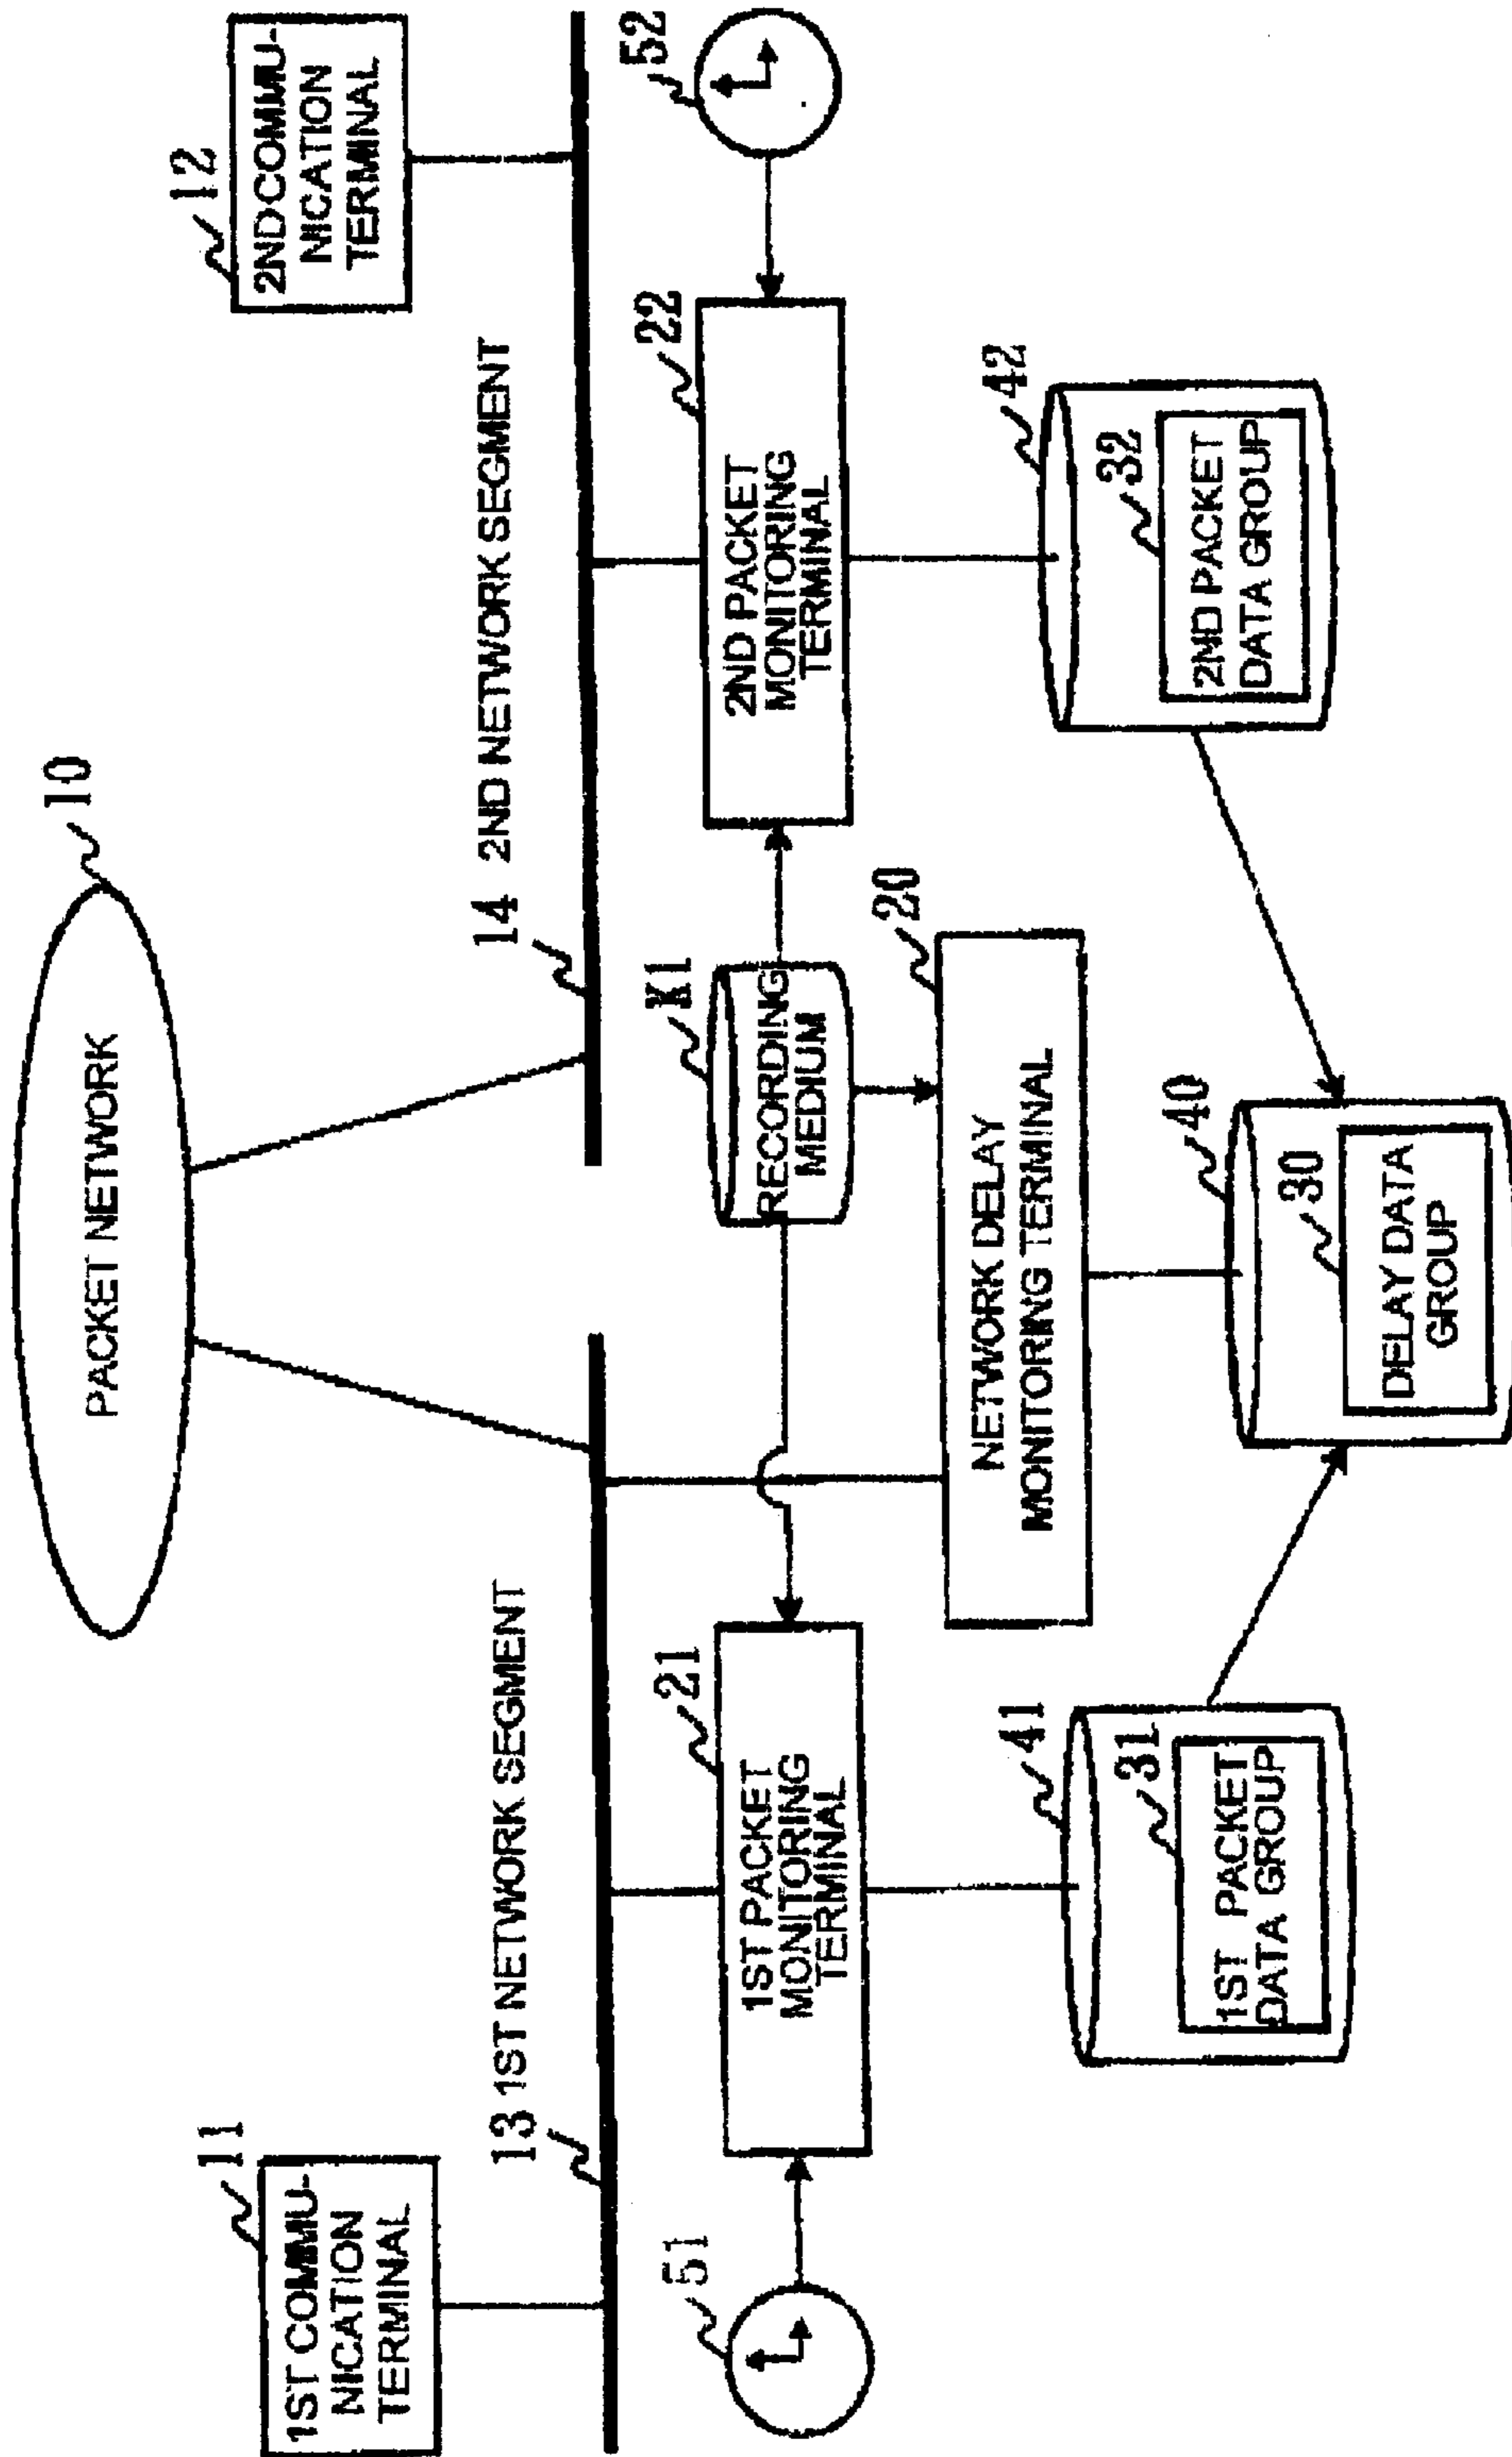 PACKET NETWORK
10
11
1ST COMMU-
NICATION
TERMINAL
12
2ND COMMU-
NICATION
TERMINAL
13 1ST NETWORK SEGMENT
14 2ND NETWORK SEGMENT
51
21
1ST PACKET
MONITORING
TERMINAL
K1
RECORDING
MEDIUM
22
2ND PACKET
MONITORING
TERMINAL
52
20
NETWORK DELAY
MONITORING TERMINAL
41
31
1ST PACKET
DATA GROUP
40
30
DELAY DATA
GROUP
42
32
2ND PACKET
DATA GROUP